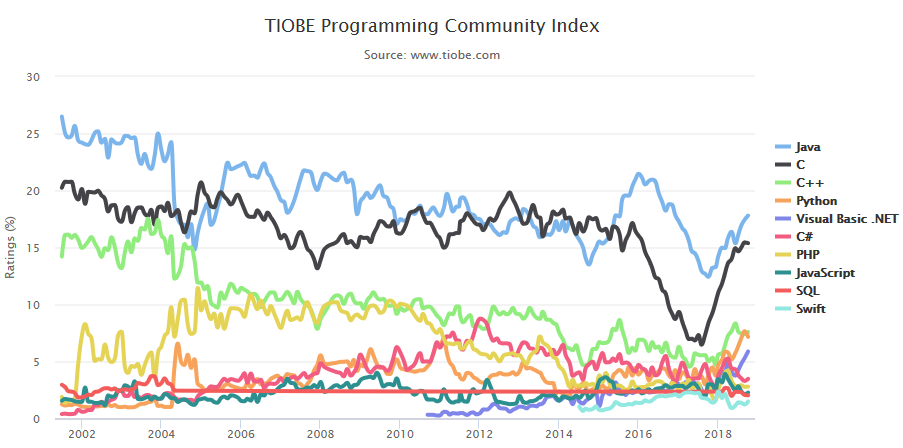 TIOBE Programming Community Index
Source: www.tiobe.com
Ratings (%)
30
25
20
15
10
5
0
2002 2004 2006 2008 2010 2012 2014 2016 2018
Java
C
C++
Python
Visual Basic .NET
C#
PHP
JavaScript
SQL
Swift